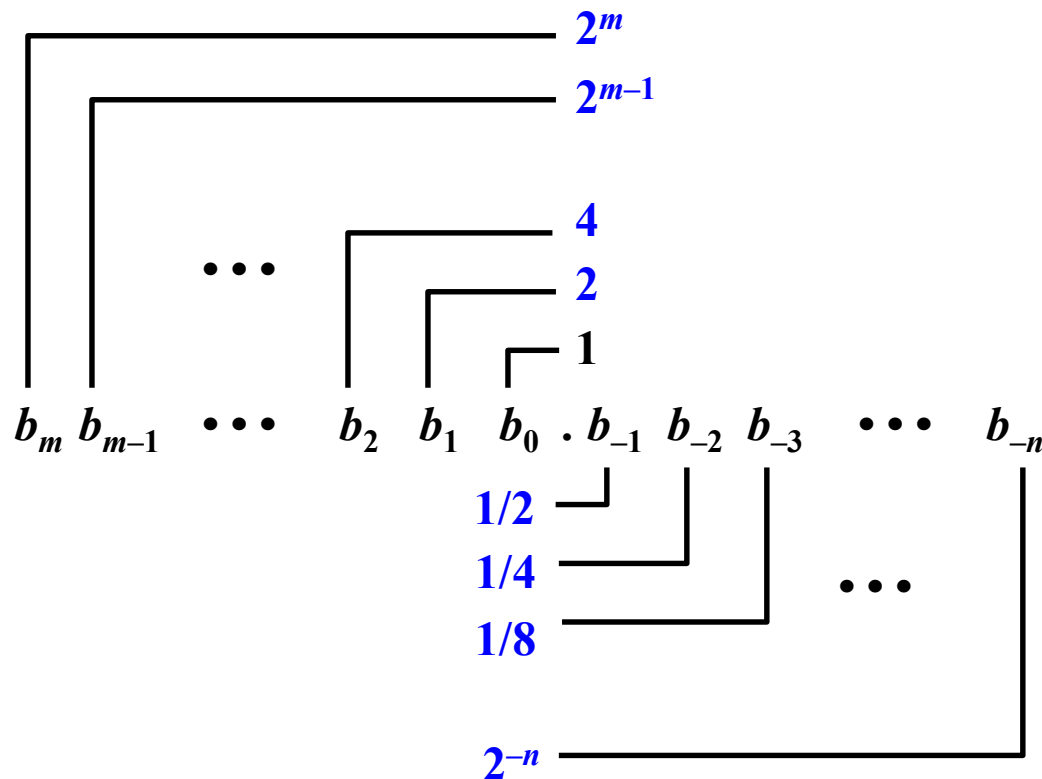 2^m
2^{m–1}
4
••• 2
1
b_m b_{m–1} ••• b_2 b_1 b_0 . b_{–1} b_{–2} b_{–3} ••• b_{–n}
1/2
1/4 •••
1/8
2^{–n}